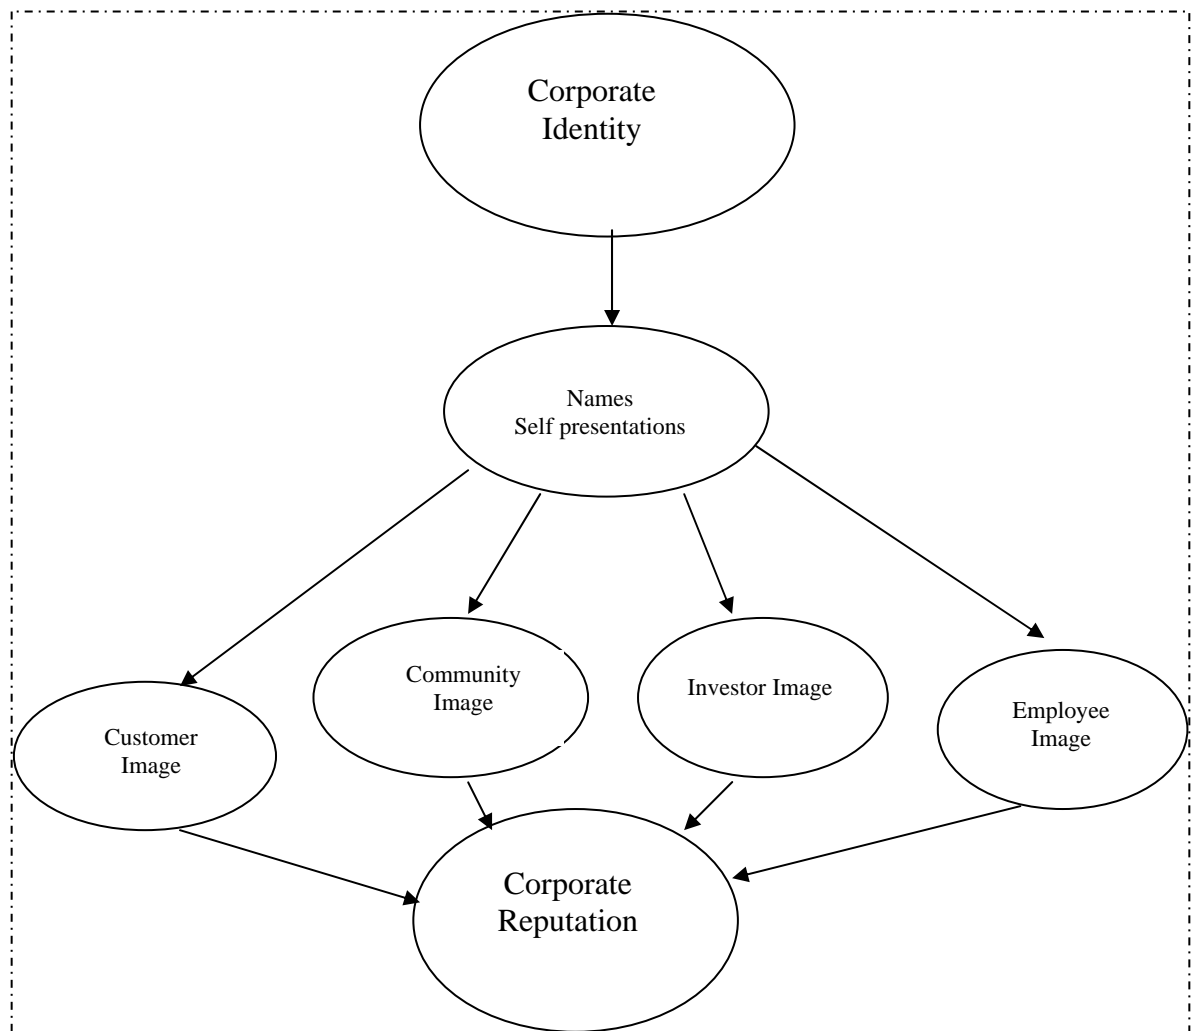 Corporate
Identity
Names
Self presentations
Community
Image
Investor Image
Employee
Image
Customer
Image
Corporate
Reputation